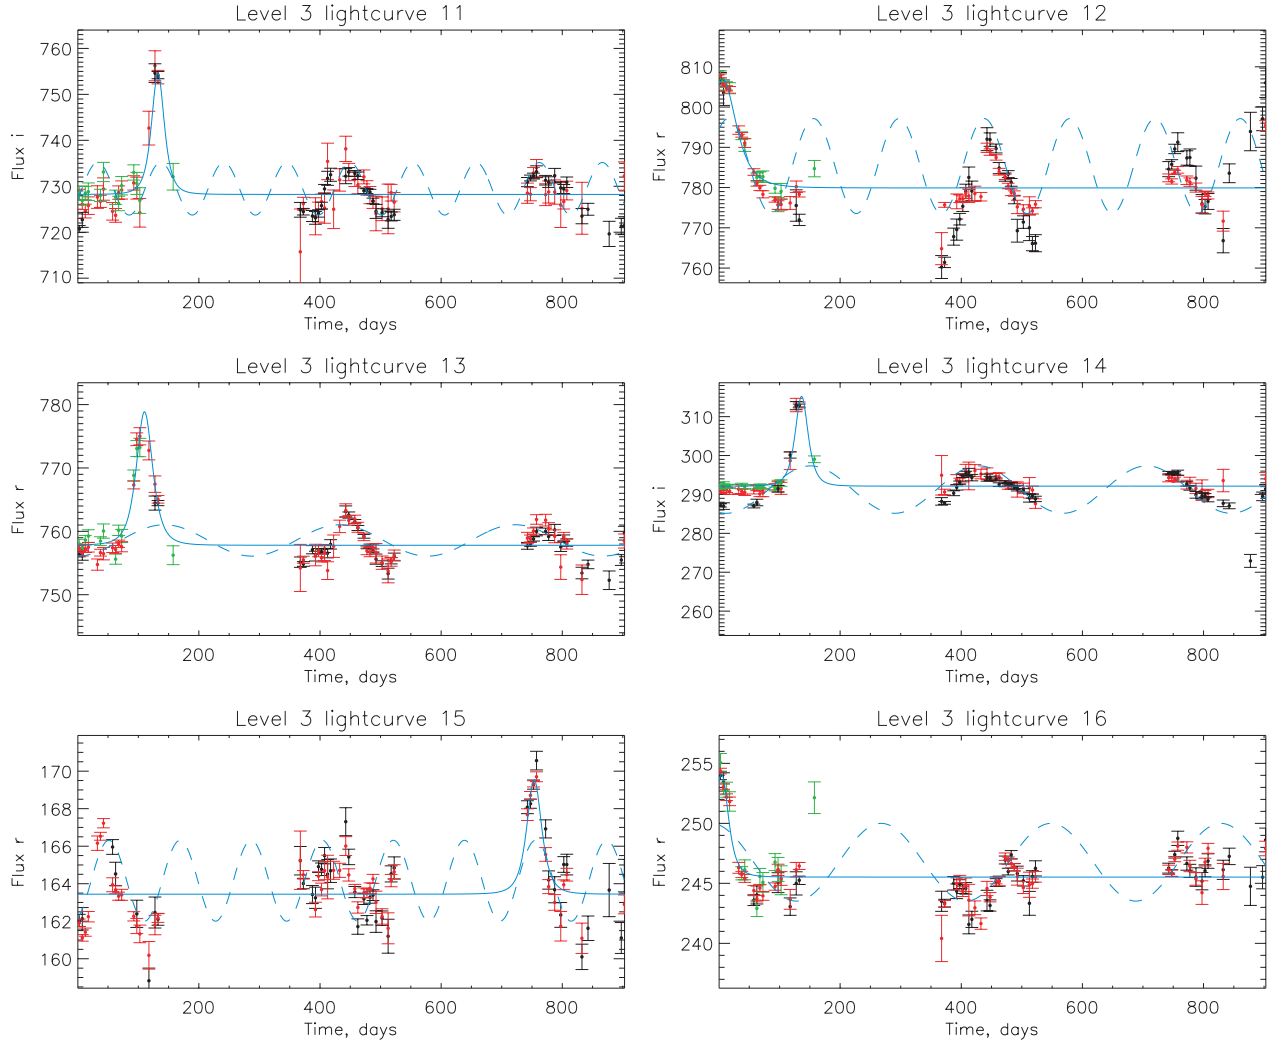 Level 3 lightcurve 11
Flux i
760
750
740
730
720
710
200 400 600 800
Time, days
Level 3 lightcurve 12
Flux r
810
800
790
780
770
760
200 400 600 800
Time, days
Level 3 lightcurve 13
Flux r
780
770
760
750
200 400 600 800
Time, days
Level 3 lightcurve 14
Flux i
310
300
290
280
270
260
200 400 600 800
Time, days
Level 3 lightcurve 15
Flux r
170
168
166
164
162
160
200 400 600 800
Time, days
Level 3 lightcurve 16
Flux r
255
250
245
240
200 400 600 800
Time, days